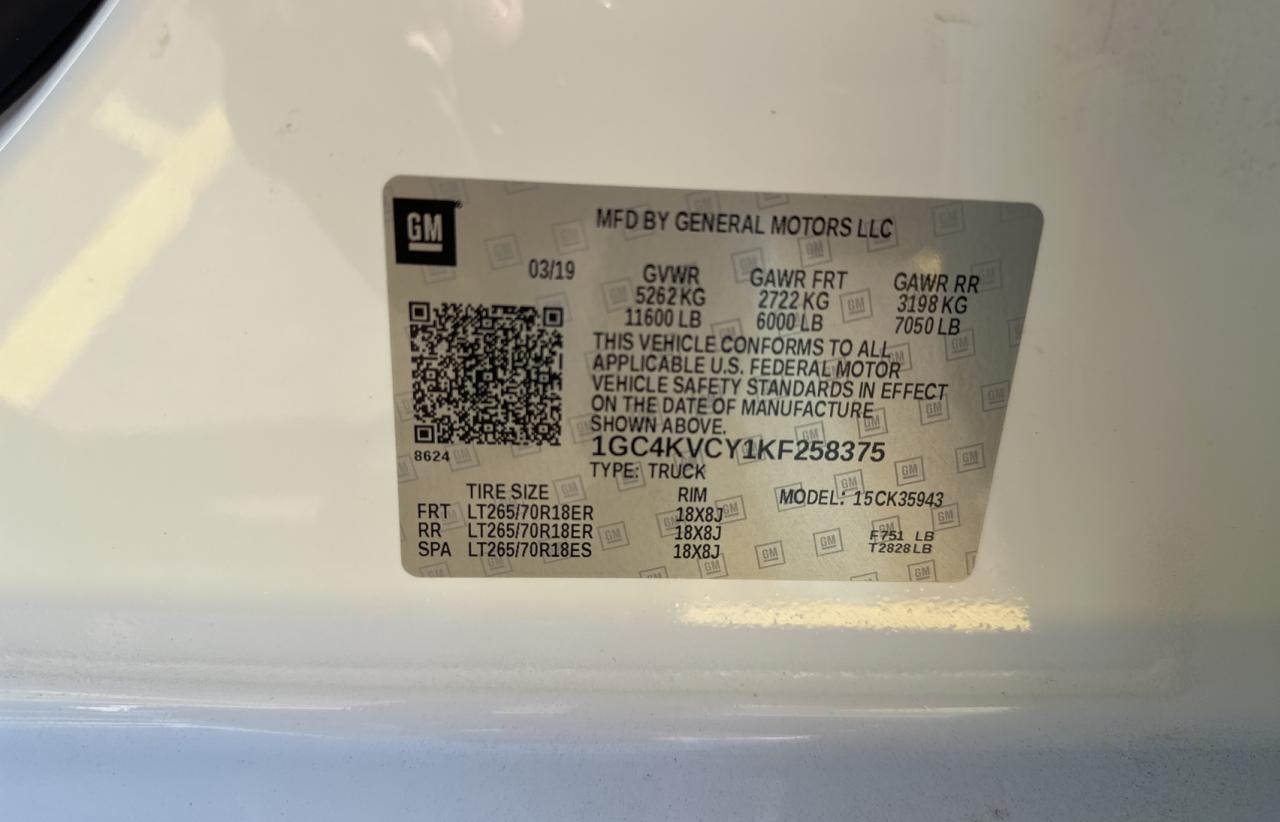 GM
MFD BY GENERAL MOTORS LLC
03/19 GVWR GAWR FRT GAWR RR
5262 KG 2722 KG 3198 KG
11600 LB 6000 LB 7050 LB
THIS VEHICLE CONFORMS TO ALL
APPLICABLE U.S. FEDERAL MOTOR
VEHICLE SAFETY STANDARDS IN EFFECT
ON THE DATE OF MANUFACTURE
SHOWN ABOVE.
8624 1GC4KVCY1KF258375
TYPE: TRUCK
TIRE SIZE RIM MODEL: 15CK35943
FRT LT265/70R18ER 18X8J
RR LT265/70R18ER 18X8J
SPA LT265/70R18ES 18X8J
F751 LB
T2828LB